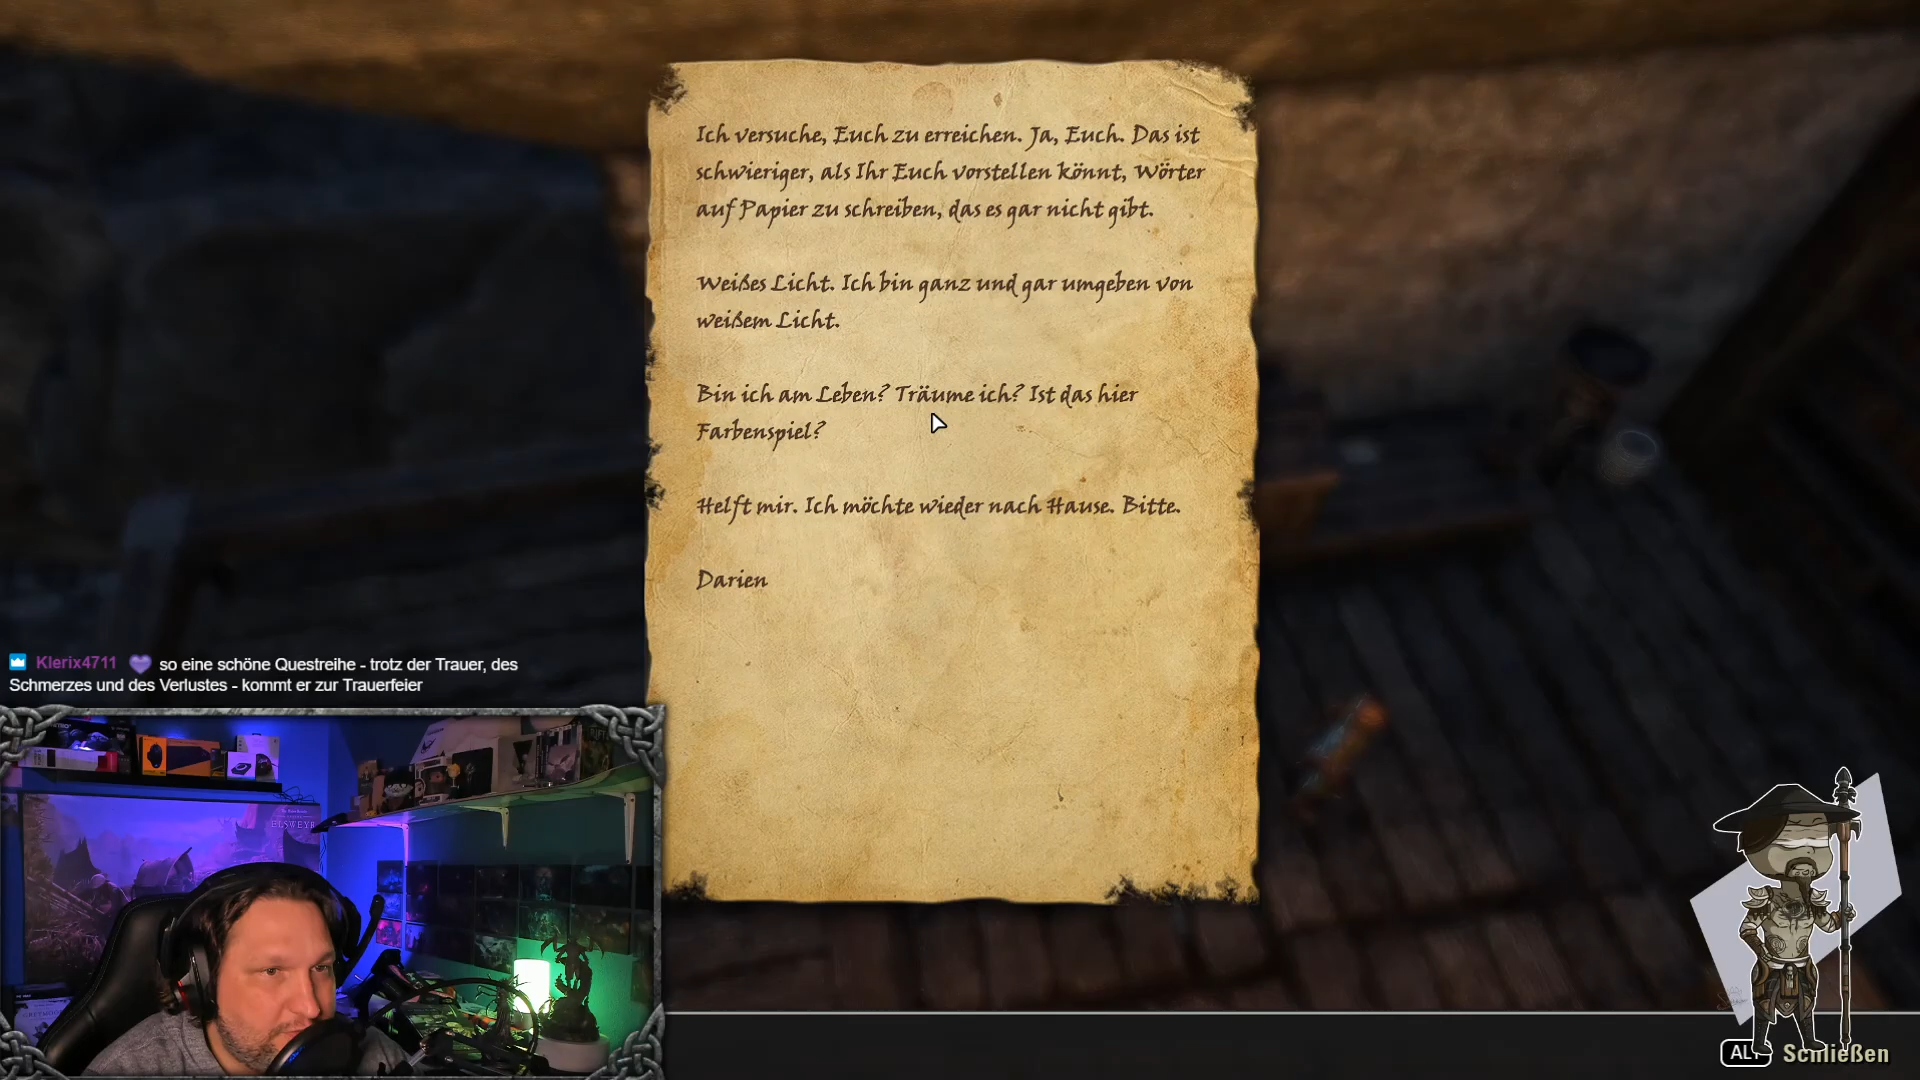 Ich versuche, Euch zu erreichen. Ja, Euch. Das ist
schwieriger, als Ihr Euch vorstellen könnt, Wörter
auf Papier zu schreiben, das es gar nicht gibt.
Weißes Licht. Ich bin ganz und gar umgeben von
weißem Licht.
Bin ich am Leben? Träume ich? Ist das hier
Farbenspiel?
Helft mir. Ich möchte wieder nach Hause. Bitte.
Darien
Klerix4711 so eine schöne Questreihe - trotz der Trauer, des
Schmerzes und des Verlustes - kommt er zur Trauerfeier
ELSWEYR
ALT Schließen